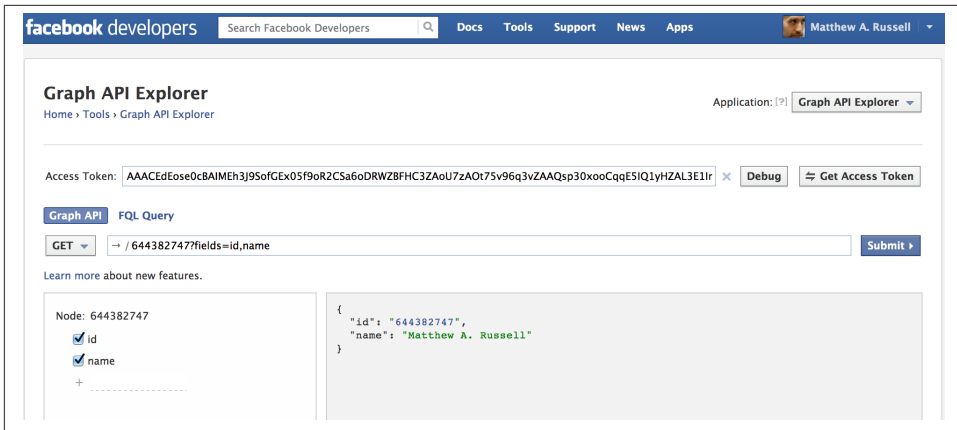 facebook developers Search Facebook Developers Docs Tools Support News Apps Matthew A. Russell
Graph API Explorer
Home › Tools › Graph API Explorer
Application: [?] Graph API Explorer
Access Token: AAACEdEose0cBAIMEh3J9SofGEx05f9oR2CSa6oDRWZBFHC3ZAoU7zAOt75v96q3vZAAQsp30xooCqqE5IQ1yHZAL3E1Ir × Debug ⇆ Get Access Token
Graph API FQL Query
GET → / 644382747?fields=id,name Submit
Learn more about new features.
Node: 644382747
id
name
+
{
"id": "644382747",
"name": "Matthew A. Russell"
}